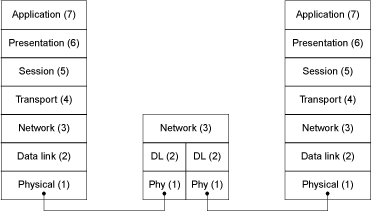 Application (7)
Presentation (6)
Session (5)
Transport (4)
Network (3)
Data link (2)
Physical (1)
Network (3)
DL (2) DL (2)
Phy (1) Phy (1)
Application (7)
Presentation (6)
Session (5)
Transport (4)
Network (3)
Data link (2)
Physical (1)